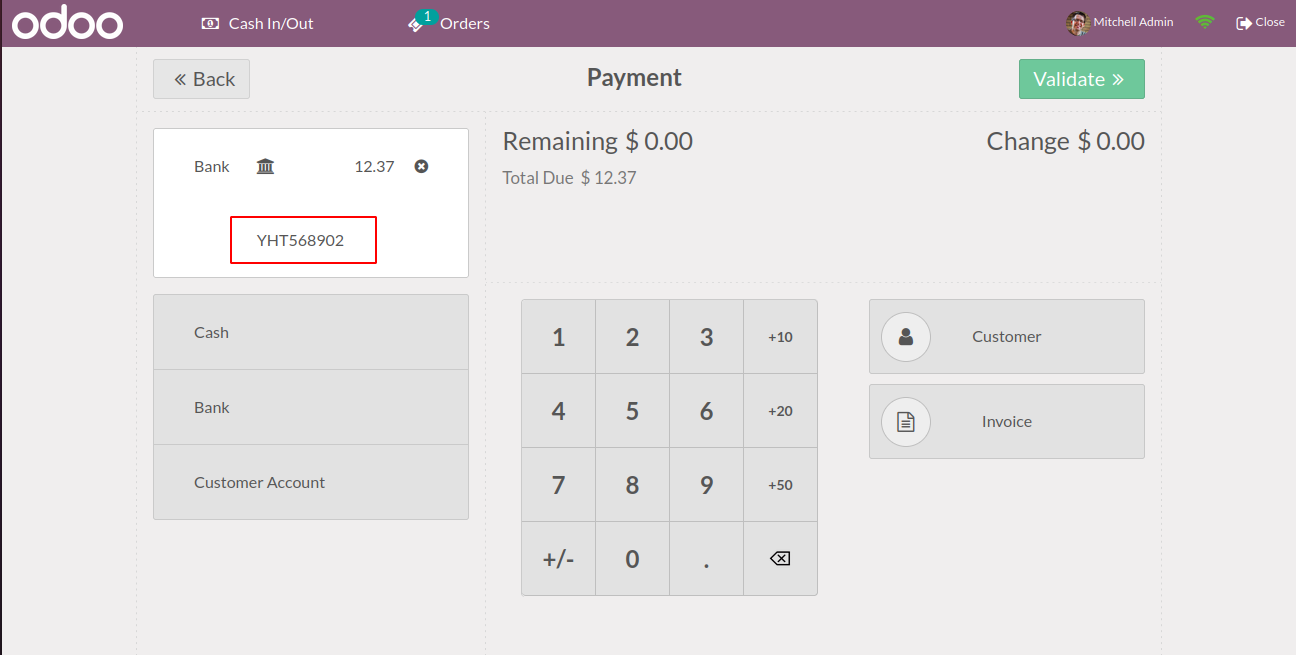 odoo Cash In/Out 1 Orders Mitchell Admin Close
« Back Payment Validate »
Bank 12.37
YHT568902
Cash
Bank
Customer Account
Remaining $ 0.00 Change $ 0.00
Total Due $ 12.37
1 2 3 +10
4 5 6 +20
7 8 9 +50
+/- 0 .
Customer
Invoice